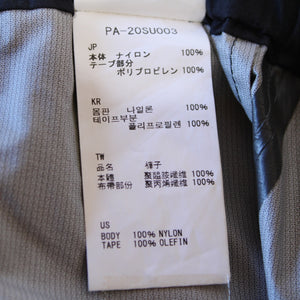 PA-20SU003
JP
本体 ナイロン 100%
テープ部分
ポリプロピレン 100%
KR
몸판 나일론 100%
테이프부분
폴리프로필렌 100%
TW
品名 褲子
本體 聚醯胺纖維 100%
布帶部份 聚丙烯纖維 100%
US
BODY 100% NYLON
TAPE 100% OLEFIN